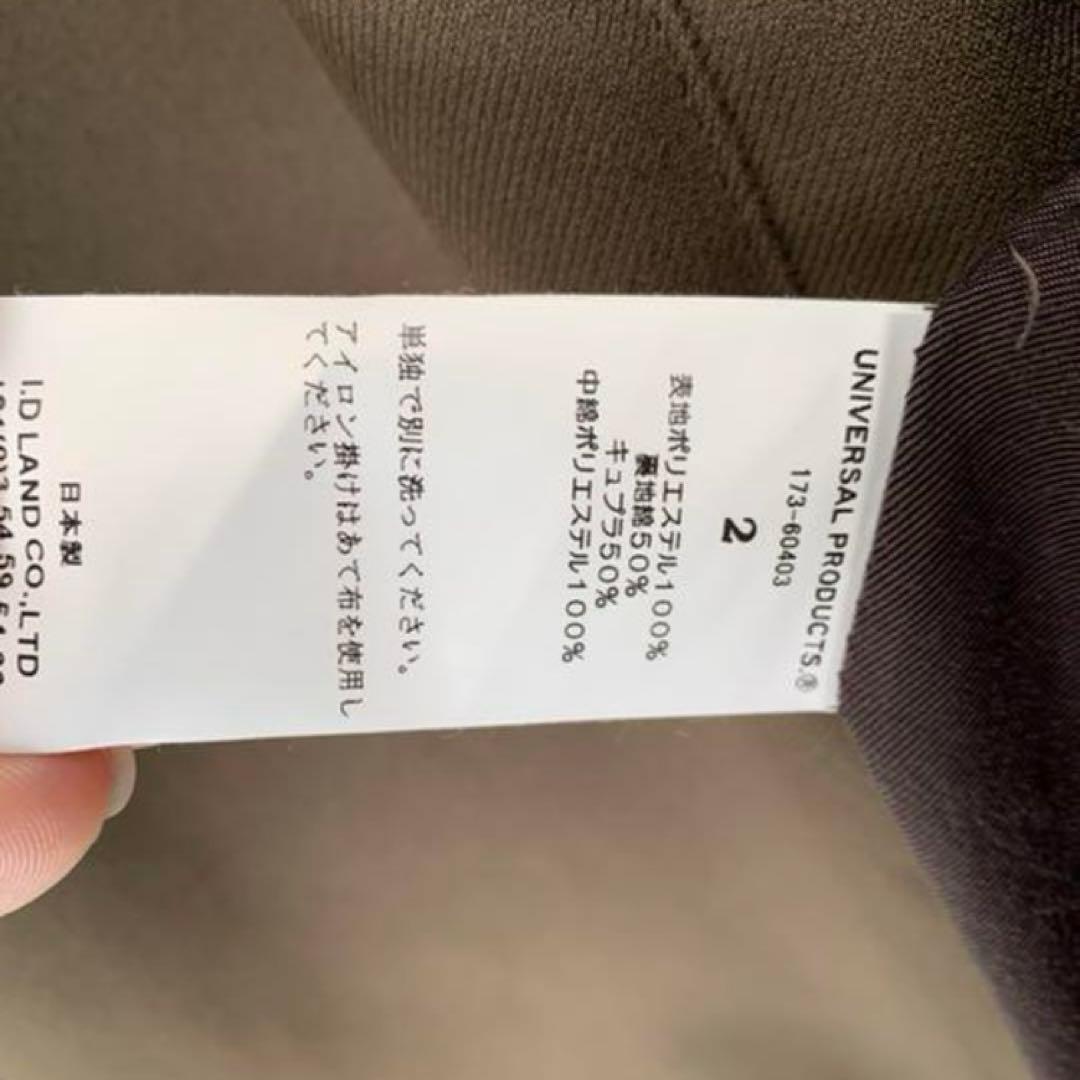 UNIVERSAL PRODUCTS.®
173-60403
2
表地ポリエステル100%
裏地綿50%
キュプラ50%
中綿ポリエステル100%
単独で別に洗ってください。
アイロン掛けはあて布を使用し
てください。
日本製
I.D LAND CO.,LTD